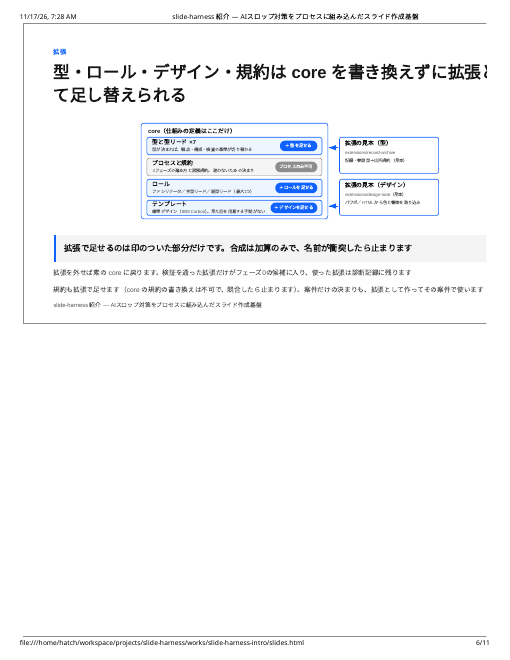 11/17/26, 7:28 AM
slide-harness 紹介 — AIスロップ対策をプロセスに組み込んだスライド作成基盤
拡張
型・ロール・デザイン・規約は core を書き換えずに拡張と
て足し替えられる
core（仕組みの定義はここだけ）
型と型リード ×7
＋型を足せる
プロセスと規約
プロセスのみ不可
ロール
＋ロールを足せる
テンプレート
＋デザインを足せる
拡張の見本（型）
拡張の見本（デザイン）
拡張で足せるのは印のついた部分だけです。合成は加算のみで、名前が衝突したら止まります
拡張を外せば素の core に戻ります。検証を通った拡張だけがフェーズ0の候補に入り、使った拡張は診断記録に残ります
規約も拡張で足せます（core の規約の書き換えは不可で、競合したら止まります）。案件だけの決まりも、拡張として作ってその案件で使います
slide-harness 紹介 — AIスロップ対策をプロセスに組み込んだスライド作成基盤
file:///home/hatch/workspace/projects/slide-harness/works/slide-harness-intro/slides.html
6/11